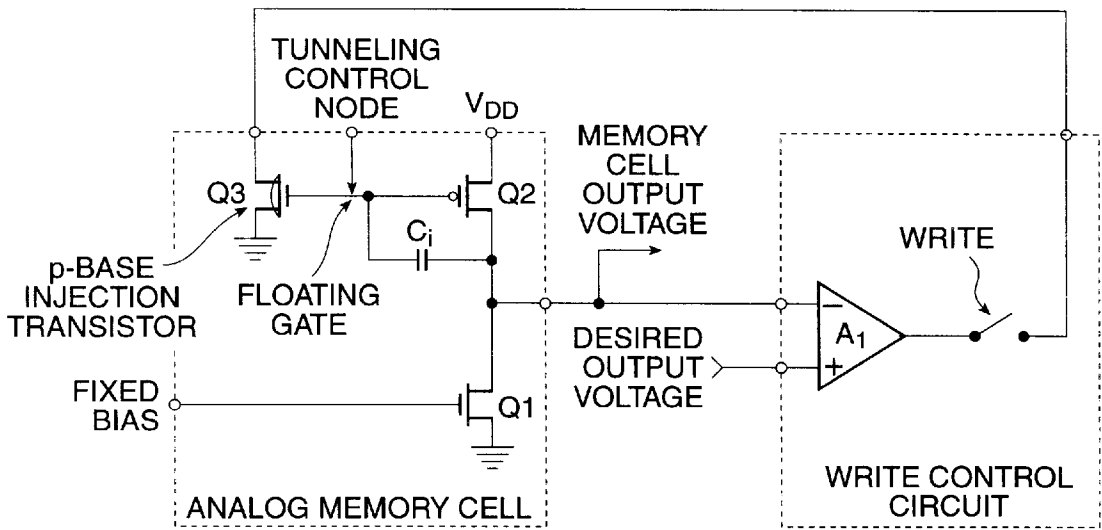 TUNNELING
CONTROL
NODE
VDD
MEMORY
CELL
OUTPUT
VOLTAGE
Q3
Q2
Ci
WRITE
p-BASE
INJECTION
TRANSISTOR
FLOATING
GATE
−
A1
+
DESIRED
OUTPUT
VOLTAGE
FIXED
BIAS
Q1
ANALOG MEMORY CELL
WRITE CONTROL
CIRCUIT